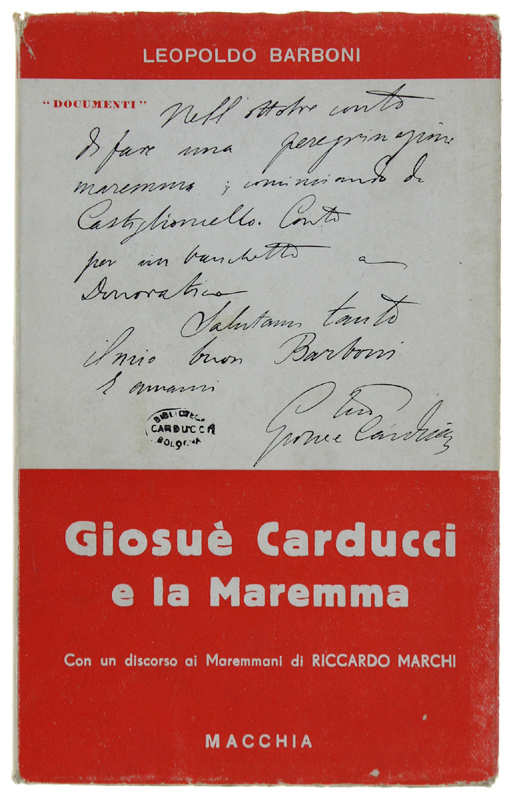 LEOPOLDO BARBONI
"DOCUMENTI"
Nell'ottobre conto
di fare una peregrinazione
maremma; cominciando da
Castiglioncello. Conto
per un banchetto a
Donoratico
Salutami tanto
il mio buon Barboni
E amami
tuo
Giosue Carducci
BIBLIOTECA
CARDUCCI
BOLOGNA
Giosuè Carducci
e la Maremma
Con un discorso ai Maremmani di RICCARDO MARCHI
MACCHIA